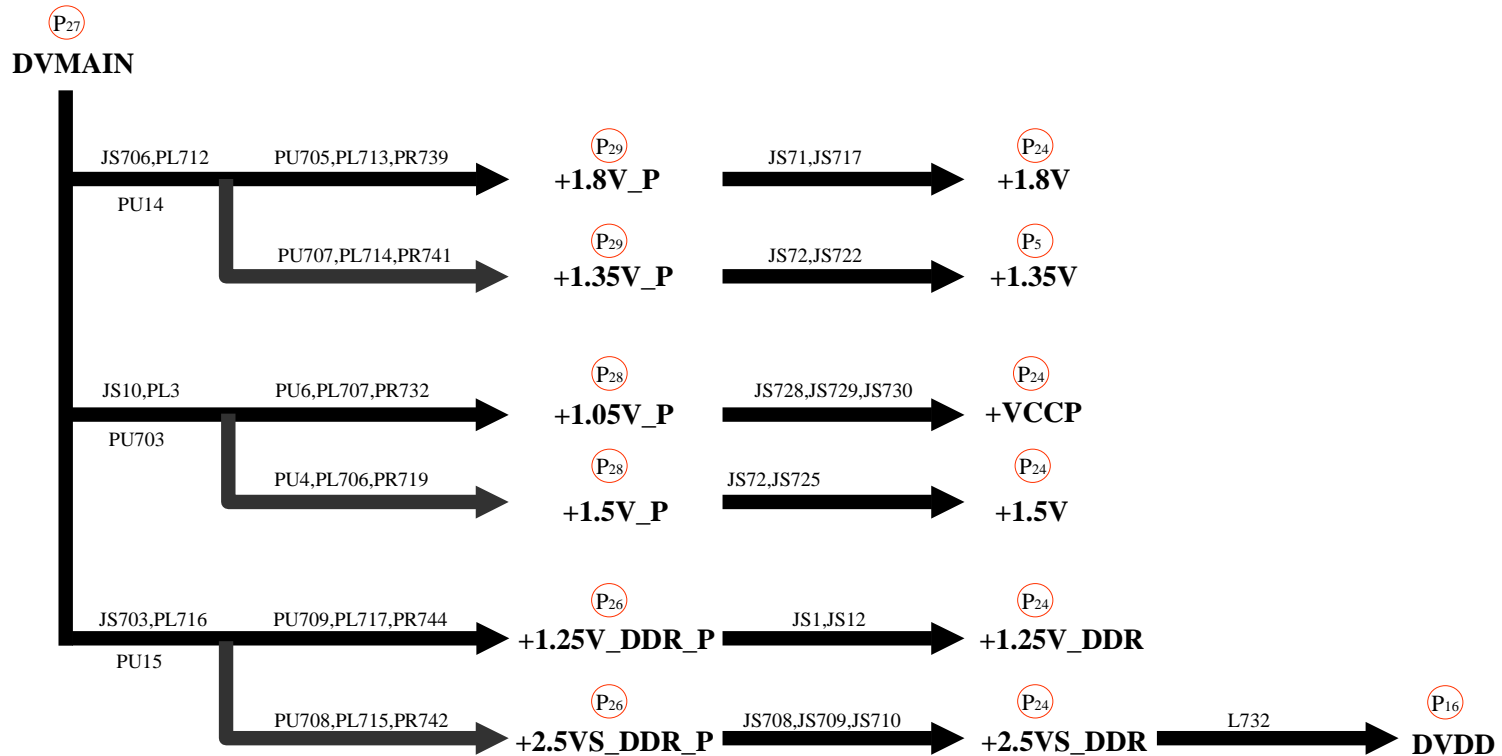 P27
DVMAIN
JS706,PL712
PU705,PL713,PR739
P29
+1.8V_P
JS71,JS717
P24
+1.8V
PU14
PU707,PL714,PR741
P29
+1.35V_P
JS72,JS722
P5
+1.35V
JS10,PL3
PU6,PL707,PR732
P28
+1.05V_P
JS728,JS729,JS730
P24
+VCCP
PU703
PU4,PL706,PR719
P28
+1.5V_P
JS72,JS725
P24
+1.5V
JS703,PL716
PU709,PL717,PR744
P26
+1.25V_DDR_P
JS1,JS12
P24
+1.25V_DDR
PU15
PU708,PL715,PR742
P26
+2.5VS_DDR_P
JS708,JS709,JS710
P24
+2.5VS_DDR
L732
P16
DVDD